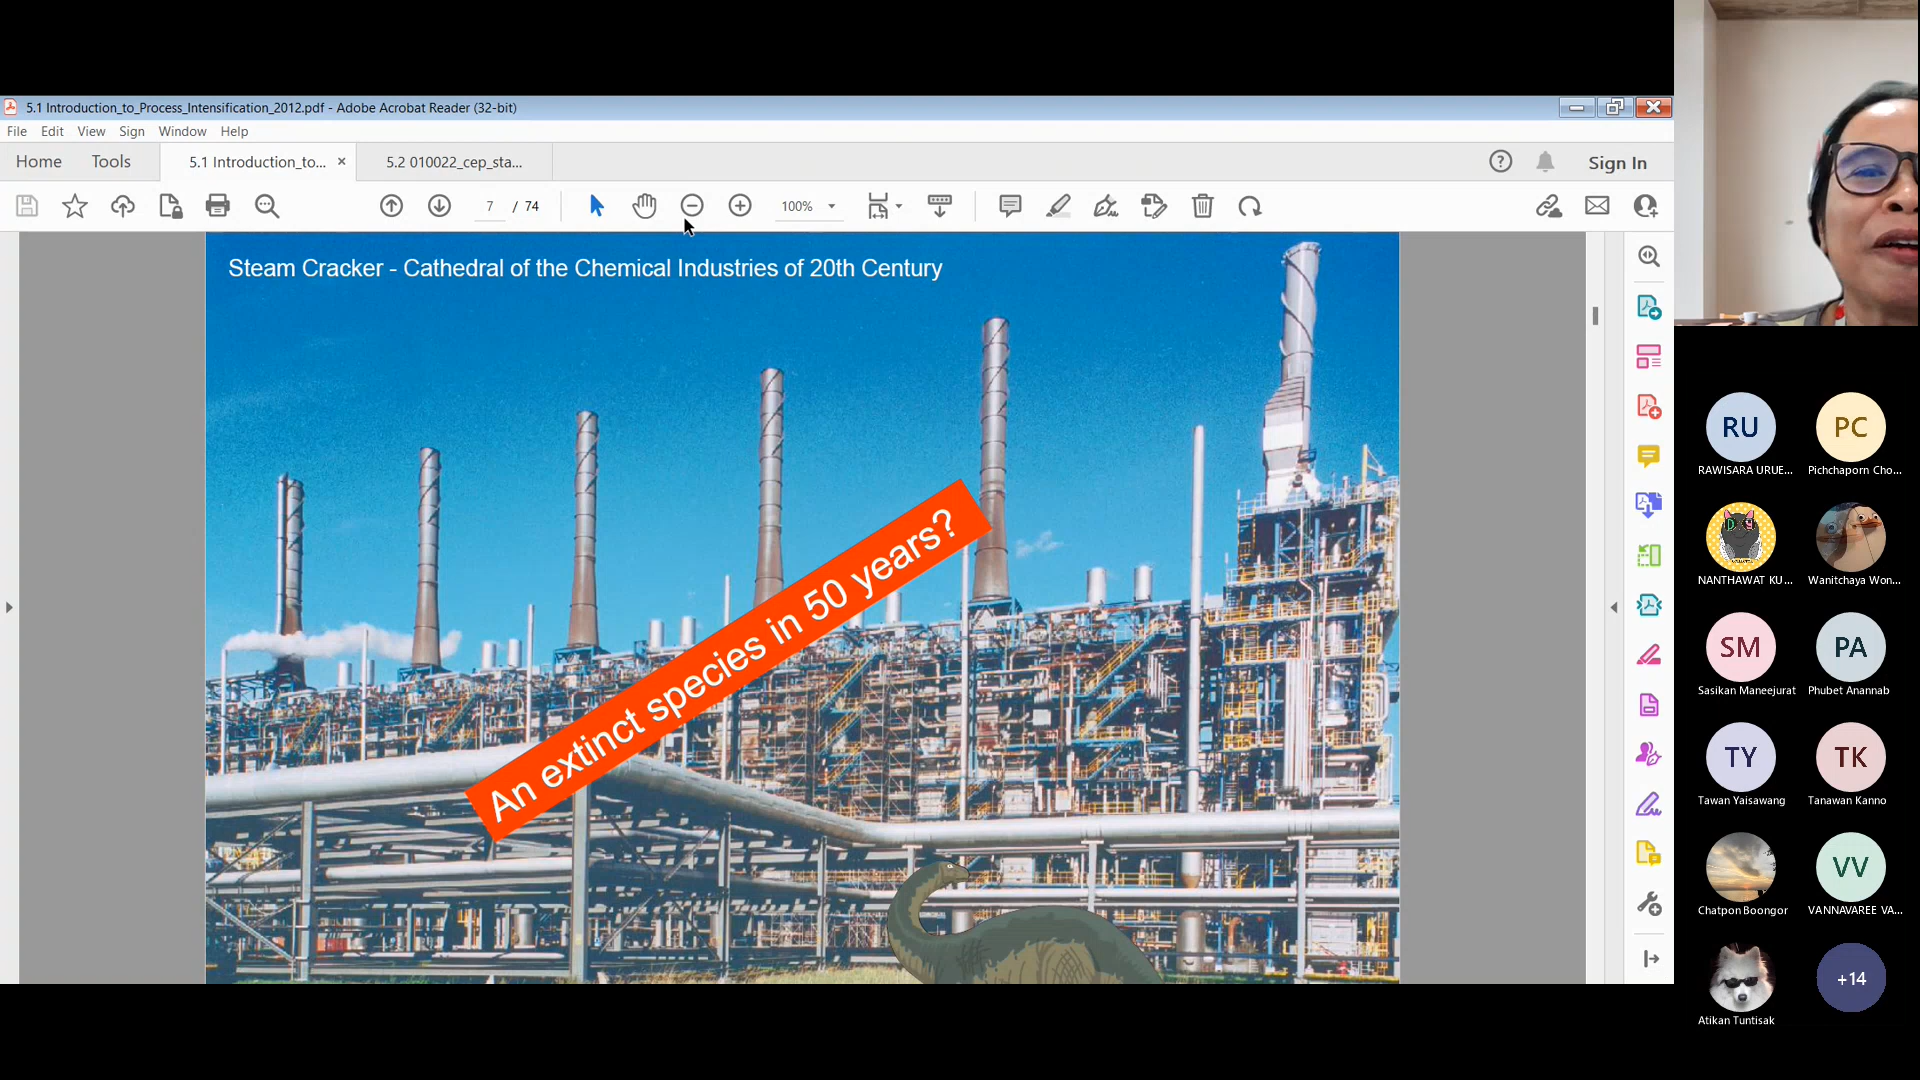 5.1 Introduction_to_Process_Intensification_2012.pdf - Adobe Acrobat Reader (32-bit)
File Edit View Sign Window Help
Home Tools 5.1 Introduction_to... × 5.2 010022_cep_sta... Sign In
7 / 74 100%
Steam Cracker - Cathedral of the Chemical Industries of 20th Century
An extinct species in 50 years?
RU PC
RAWISARA URUE... Pichchaporn Cho...
NANTHAWAT KU... Wanitchaya Won...
SM PA
Sasikan Maneejurat Phubet Anannab
TY TK
Tawan Yaisawang Tanawan Kanno
VV
Chatpon Boongor VANNAVAREE VA...
+14
Atikan Tuntisak